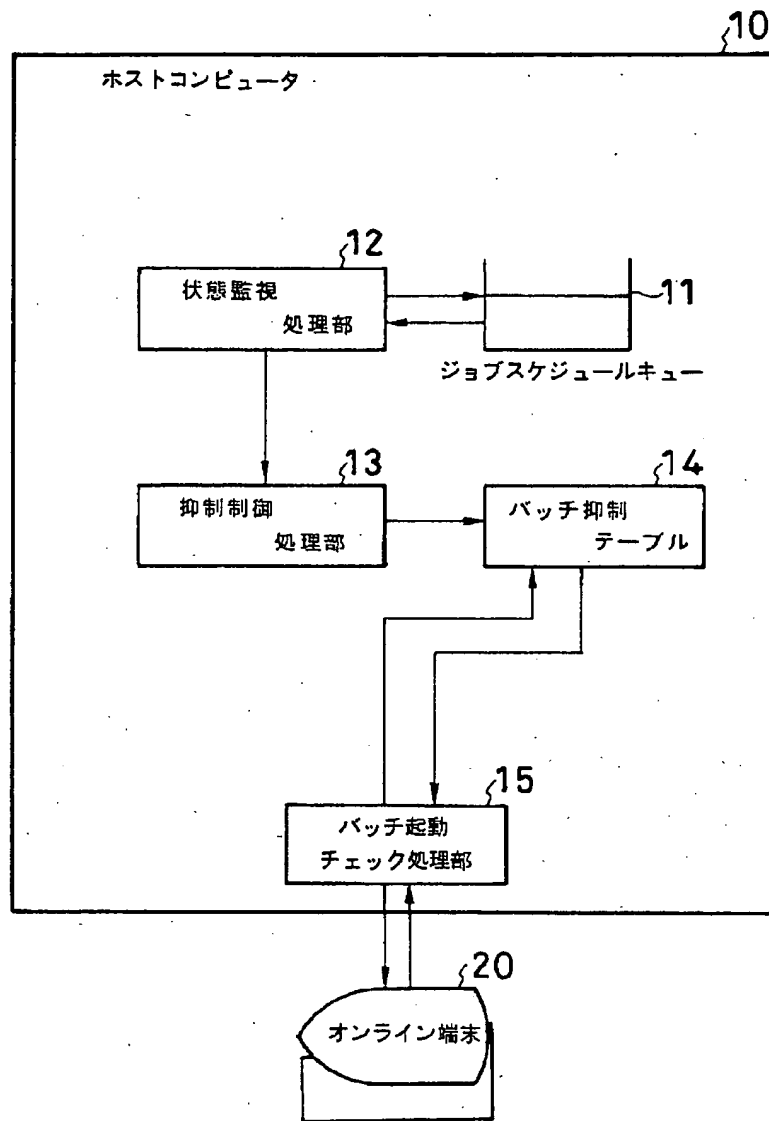 10
ホストコンピュータ
12
状態監視
処理部
11
ジョブスケジュールキュー
13
抑制制御
処理部
14
バッチ抑制
テーブル
15
バッチ起動
チェック処理部
20
オンライン端末